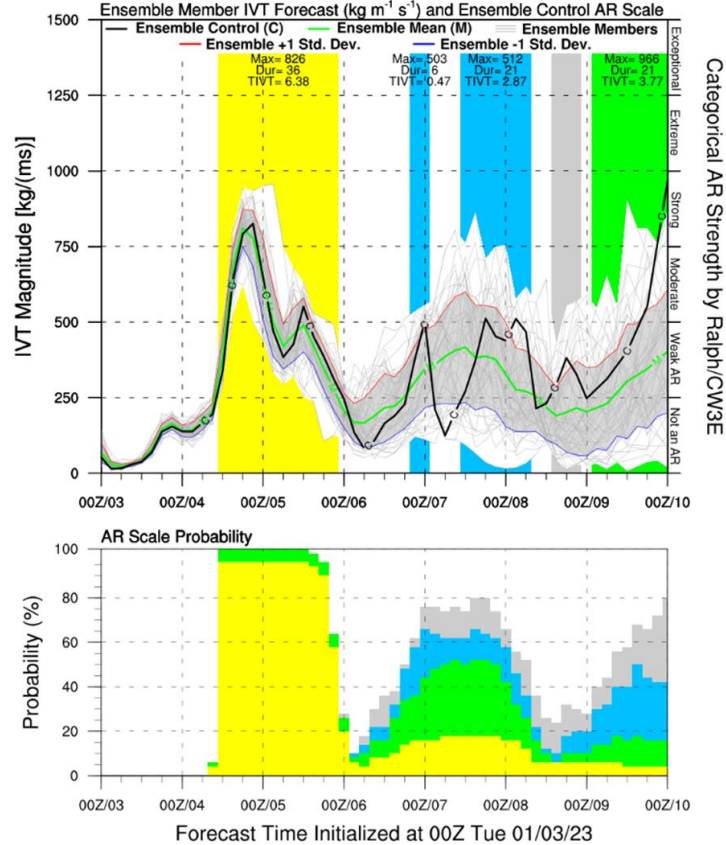 Ensemble Member IVT Forecast (kg m⁻¹ s⁻¹) and Ensemble Control AR Scale
Ensemble Control (C) Ensemble Mean (M) Ensemble Members
Ensemble +1 Std. Dev. Ensemble -1 Std. Dev.
Max= 826
Dur= 36
TIVT= 6.38
Max= 503
Dur= 6
TIVT= 0.47
Max= 512
Dur= 21
TIVT= 2.87
Max= 966
Dur= 21
TIVT= 3.77
IVT Magnitude [kg/(ms)]
1500
1250
1000
750
500
250
0
Exceptional
Extreme
Strong
Moderate
Weak AR
Not an AR
Categorical AR Strength by Ralph/CW3E
C C C C C C C C C C C
00Z/03 00Z/04 00Z/05 00Z/06 00Z/07 00Z/08 00Z/09 00Z/10
AR Scale Probability
Probability (%)
100
80
60
40
20
0
00Z/03 00Z/04 00Z/05 00Z/06 00Z/07 00Z/08 00Z/09 00Z/10
Forecast Time Initialized at 00Z Tue 01/03/23